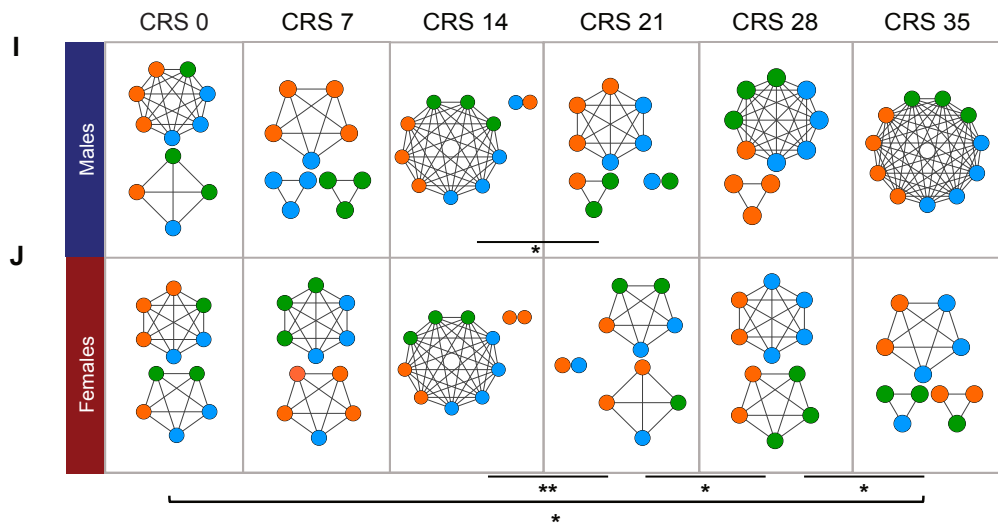 CRS 0 CRS 7 CRS 14 CRS 21 CRS 28 CRS 35
I
Males
*
J
Females
** * *
*